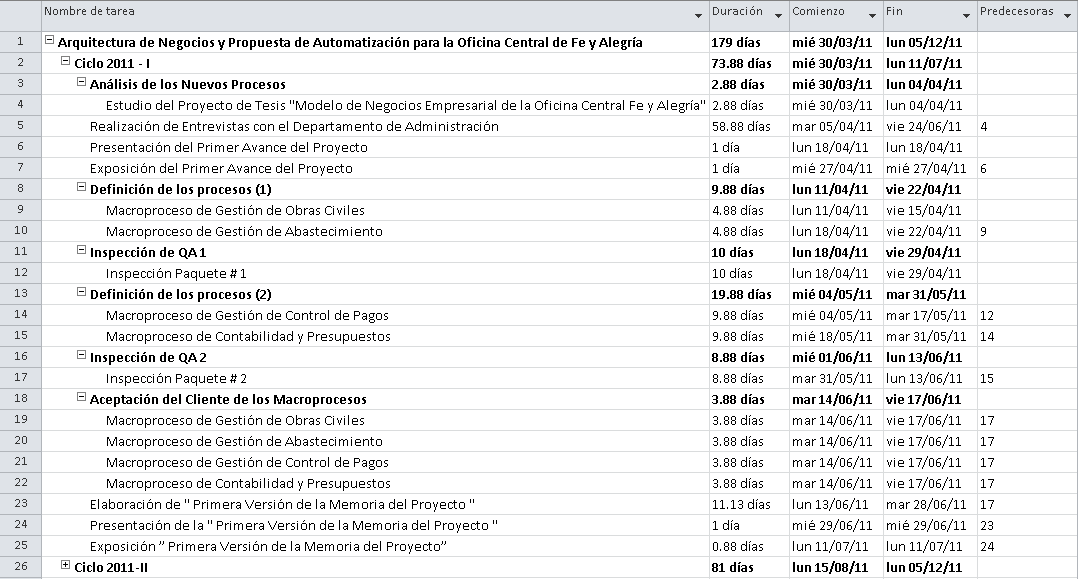 Nombre de tarea Duración Comienzo Fin Predecesoras
1 Arquitectura de Negocios y Propuesta de Automatización para la Oficina Central de Fe y Alegría 179 días mié 30/03/11 lun 05/12/11
2 Ciclo 2011 - I 73.88 días mié 30/03/11 lun 11/07/11
3 Análisis de los Nuevos Procesos 2.88 días mié 30/03/11 lun 04/04/11
4 Estudio del Proyecto de Tesis "Modelo de Negocios Empresarial de la Oficina Central Fe y Alegría" 2.88 días mié 30/03/11 lun 04/04/11
5 Realización de Entrevistas con el Departamento de Administración 58.88 días mar 05/04/11 vie 24/06/11 4
6 Presentación del Primer Avance del Proyecto 1 día lun 18/04/11 lun 18/04/11
7 Exposición del Primer Avance del Proyecto 1 día mié 27/04/11 mié 27/04/11 6
8 Definición de los procesos (1) 9.88 días lun 11/04/11 vie 22/04/11
9 Macroproceso de Gestión de Obras Civiles 4.88 días lun 11/04/11 vie 15/04/11
10 Macroproceso de Gestión de Abastecimiento 4.88 días lun 18/04/11 vie 22/04/11 9
11 Inspección de QA 1 10 días lun 18/04/11 vie 29/04/11
12 Inspección Paquete # 1 10 días lun 18/04/11 vie 29/04/11
13 Definición de los procesos (2) 19.88 días mié 04/05/11 mar 31/05/11
14 Macroproceso de Gestión de Control de Pagos 9.88 días mié 04/05/11 mar 17/05/11 12
15 Macroproceso de Contabilidad y Presupuestos 9.88 días mié 18/05/11 mar 31/05/11 14
16 Inspección de QA 2 8.88 días mié 01/06/11 lun 13/06/11
17 Inspección Paquete # 2 8.88 días mar 31/05/11 lun 13/06/11 15
18 Aceptación del Cliente de los Macroprocesos 3.88 días mar 14/06/11 vie 17/06/11
19 Macroproceso de Gestión de Obras Civiles 3.88 días mar 14/06/11 vie 17/06/11 17
20 Macroproceso de Gestión de Abastecimiento 3.88 días mar 14/06/11 vie 17/06/11 17
21 Macroproceso de Gestión de Control de Pagos 3.88 días mar 14/06/11 vie 17/06/11 17
22 Macroproceso de Contabilidad y Presupuestos 3.88 días mar 14/06/11 vie 17/06/11 17
23 Elaboración de " Primera Versión de la Memoria del Proyecto " 11.13 días lun 13/06/11 mar 28/06/11 17
24 Presentación de la " Primera Versión de la Memoria del Proyecto " 1 día mié 29/06/11 mié 29/06/11 23
25 Exposición ” Primera Versión de la Memoria del Proyecto” 0.88 días lun 11/07/11 lun 11/07/11 24
26 Ciclo 2011-II 81 días lun 15/08/11 lun 05/12/11